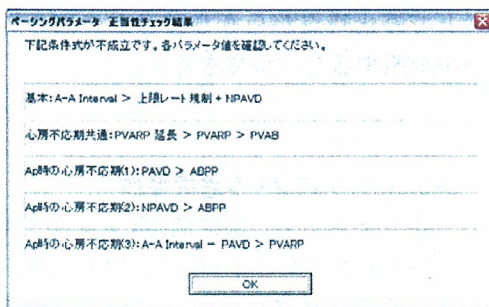 ペーシングパラメータ 正当性チェック結果
下記条件式が不成立です。各パラメータ値を確認してください。
基本:A-A Interval > 上限レート規制 + NPAVD
心房不応期共通:PVARP 延長 > PVARP > PVAB
Ap時の心房不応期(1):PAVD > ABPP
Ap時の心房不応期(2):NPAVD > ABPP
Ap時の心房不応期(3):A-A Interval - PAVD > PVARP
OK